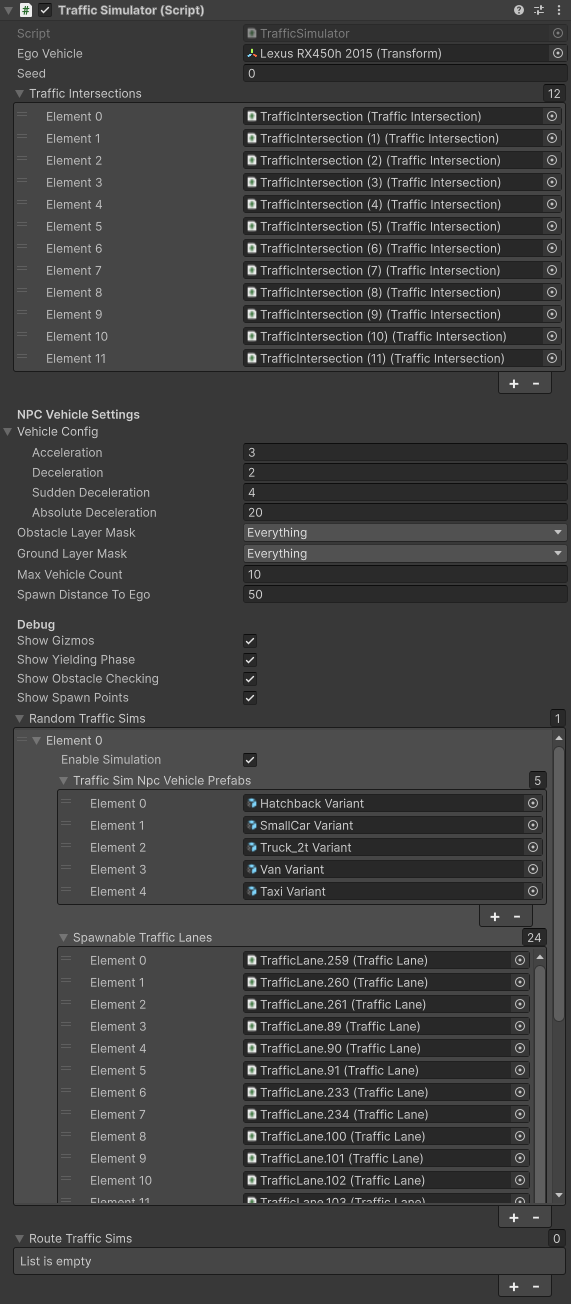 Traffic Simulator (Script)
Script TrafficSimulator
Ego Vehicle Lexus RX450h 2015 (Transform)
Seed 0
Traffic Intersections 12
Element 0 TrafficIntersection (Traffic Intersection)
Element 1 TrafficIntersection (1) (Traffic Intersection)
Element 2 TrafficIntersection (2) (Traffic Intersection)
Element 3 TrafficIntersection (3) (Traffic Intersection)
Element 4 TrafficIntersection (4) (Traffic Intersection)
Element 5 TrafficIntersection (5) (Traffic Intersection)
Element 6 TrafficIntersection (6) (Traffic Intersection)
Element 7 TrafficIntersection (7) (Traffic Intersection)
Element 8 TrafficIntersection (8) (Traffic Intersection)
Element 9 TrafficIntersection (9) (Traffic Intersection)
Element 10 TrafficIntersection (10) (Traffic Intersection)
Element 11 TrafficIntersection (11) (Traffic Intersection)
+ -
NPC Vehicle Settings
Vehicle Config
Acceleration 3
Deceleration 2
Sudden Deceleration 4
Absolute Deceleration 20
Obstacle Layer Mask Everything
Ground Layer Mask Everything
Max Vehicle Count 10
Spawn Distance To Ego 50
Debug
Show Gizmos
Show Yielding Phase
Show Obstacle Checking
Show Spawn Points
Random Traffic Sims 1
Element 0
Enable Simulation
Traffic Sim Npc Vehicle Prefabs 5
Element 0 Hatchback Variant
Element 1 SmallCar Variant
Element 2 Truck_2t Variant
Element 3 Van Variant
Element 4 Taxi Variant
+ -
Spawnable Traffic Lanes 24
Element 0 TrafficLane.259 (Traffic Lane)
Element 1 TrafficLane.260 (Traffic Lane)
Element 2 TrafficLane.261 (Traffic Lane)
Element 3 TrafficLane.89 (Traffic Lane)
Element 4 TrafficLane.90 (Traffic Lane)
Element 5 TrafficLane.91 (Traffic Lane)
Element 6 TrafficLane.233 (Traffic Lane)
Element 7 TrafficLane.234 (Traffic Lane)
Element 8 TrafficLane.100 (Traffic Lane)
Element 9 TrafficLane.101 (Traffic Lane)
Element 10 TrafficLane.102 (Traffic Lane)
Element 11 TrafficLane.103 (Traffic Lane)
+ -
Route Traffic Sims 0
List is empty
+ -